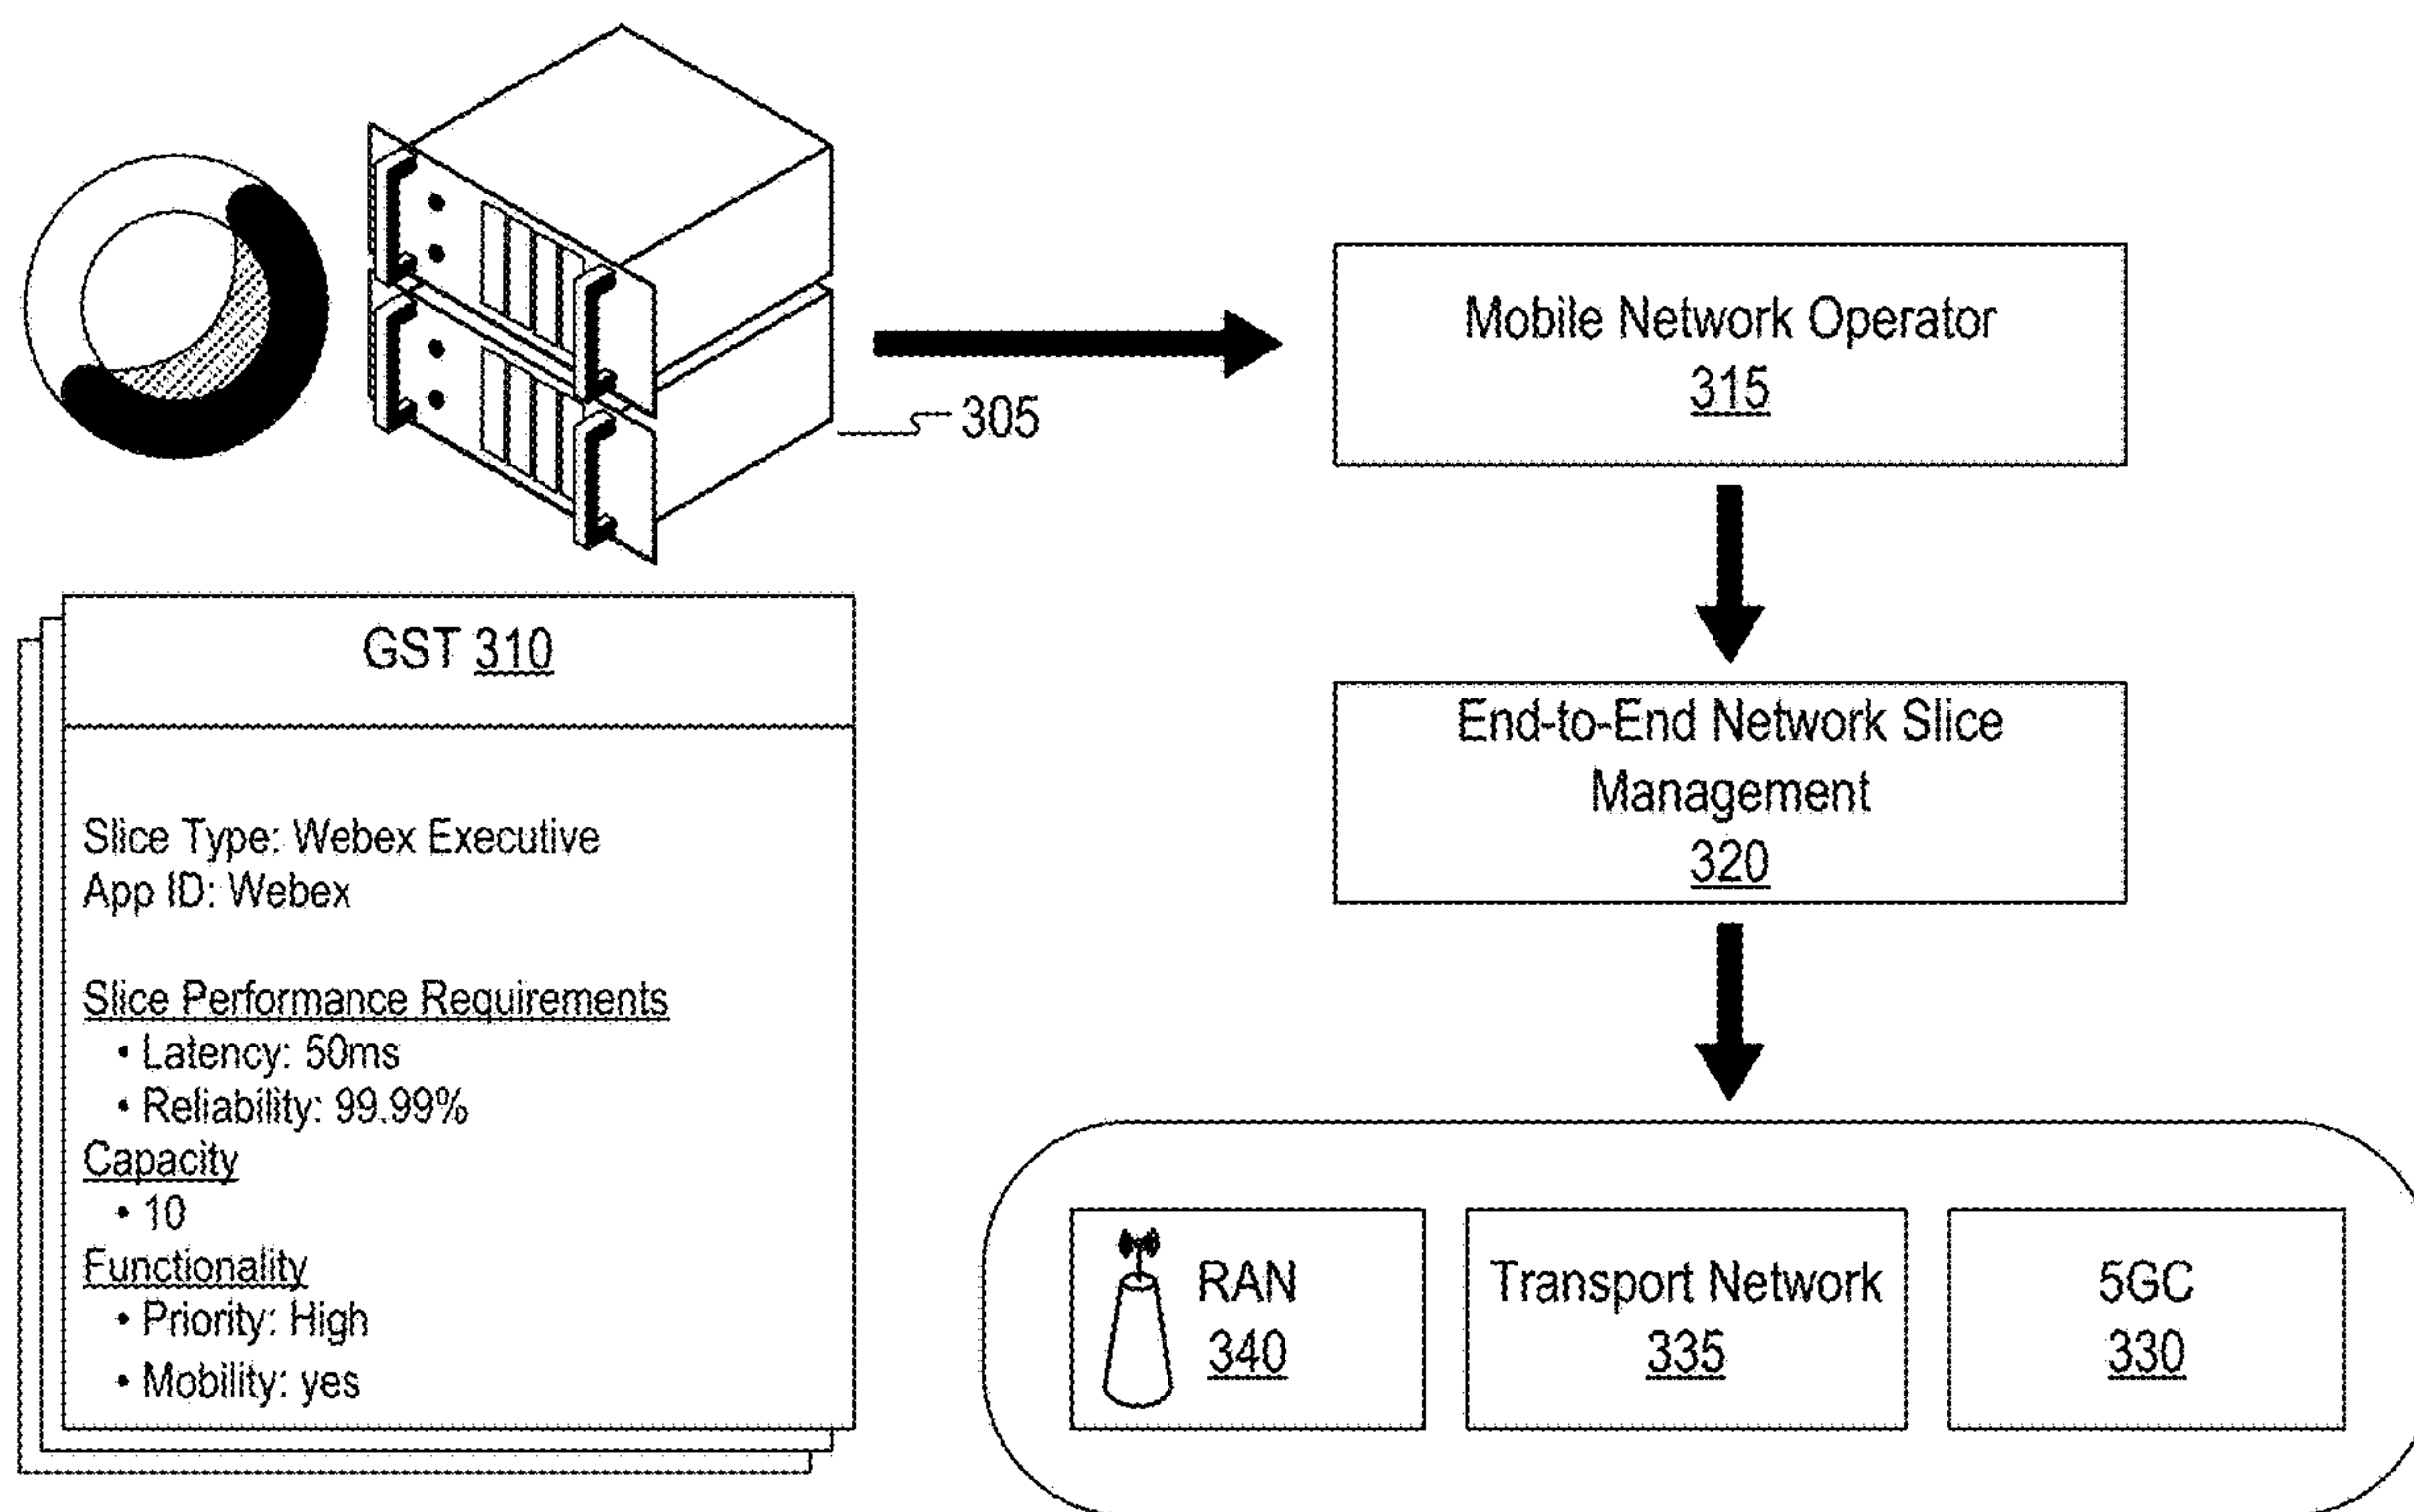 305
Mobile Network Operator
315
GST 310
Slice Type: Webex Executive
App ID: Webex
Slice Performance Requirements
• Latency: 50ms
• Reliability: 99.99%
Capacity
• 10
Functionality
• Priority: High
• Mobility: yes
End-to-End Network Slice
Management
320
RAN
340
Transport Network
335
5GC
330